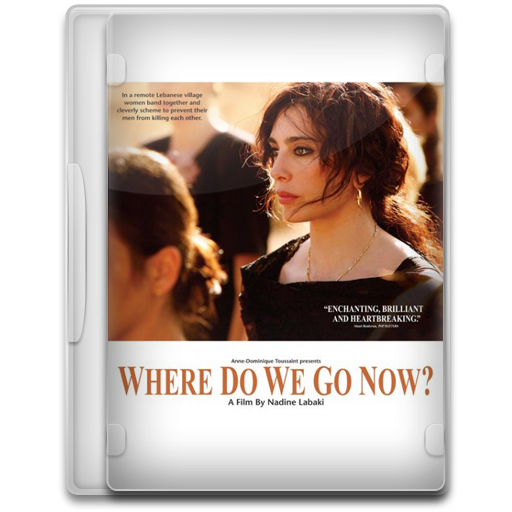 In a remote Lebanese village
women band together and
cleverly scheme to prevent their
men from killing each other.
"ENCHANTING, BRILLIANT
AND HEARTBREAKING."
Anne-Dominique Toussaint presents
WHERE DO WE GO NOW?
A Film By Nadine Labaki